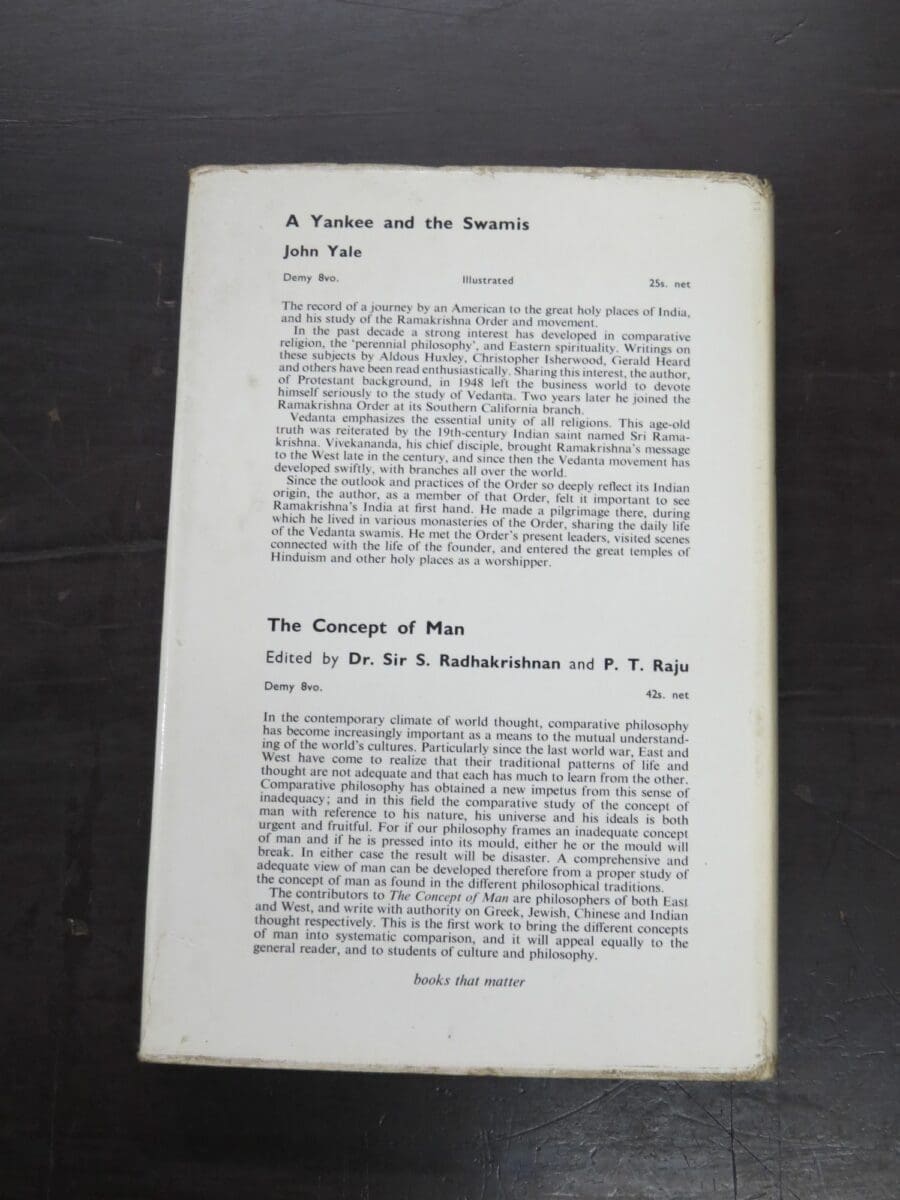 A Yankee and the Swamis
John Yale
Demy 8vo. Illustrated 25s. net
The record of a journey by an American to the great holy places of India,
and his study of the Ramakrishna Order and movement.
In the past decade a strong interest has developed in comparative
religion, the 'perennial philosophy', and Eastern spirituality. Writings on
these subjects by Aldous Huxley, Christopher Isherwood, Gerald Heard
and others have been read enthusiastically. Sharing this interest, the author,
of Protestant background, in 1948 left the business world to devote
himself seriously to the study of Vedanta. Two years later he joined the
Ramakrishna Order at its Southern California branch.
Vedanta emphasizes the essential unity of all religions. This age-old
truth was reiterated by the 19th-century Indian saint named Sri Rama-
krishna. Vivekananda, his chief disciple, brought Ramakrishna's message
to the West late in the century, and since then the Vedanta movement has
developed swiftly, with branches all over the world.
Since the outlook and practices of the Order so deeply reflect its Indian
origin, the author, as a member of that Order, felt it important to see
Ramakrishna's India at first hand. He made a pilgrimage there, during
which he lived in various monasteries of the Order, sharing the daily life
of the Vedanta swamis. He met the Order's present leaders, visited scenes
connected with the life of the founder, and entered the great temples of
Hinduism and other holy places as a worshipper.
The Concept of Man
Edited by Dr. Sir S. Radhakrishnan and P. T. Raju
Demy 8vo. 42s. net
In the contemporary climate of world thought, comparative philosophy
has become increasingly important as a means to the mutual understand-
ing of the world's cultures. Particularly since the last world war, East and
West have come to realize that their traditional patterns of life and
thought are not adequate and that each has much to learn from the other.
Comparative philosophy has obtained a new impetus from this sense of
inadequacy; and in this field the comparative study of the concept of
man with reference to his nature, his universe and his ideals is both
urgent and fruitful. For if our philosophy frames an inadequate concept
of man and if he is pressed into its mould, either he or the mould will
break. In either case the result will be disaster. A comprehensive and
adequate view of man can be developed therefore from a proper study of
the concept of man as found in the different philosophical traditions.
The contributors to The Concept of Man are philosophers of both East
and West, and write with authority on Greek, Jewish, Chinese and Indian
thought respectively. This is the first work to bring the different concepts
of man into systematic comparison, and it will appeal equally to the
general reader, and to students of culture and philosophy.
books that matter